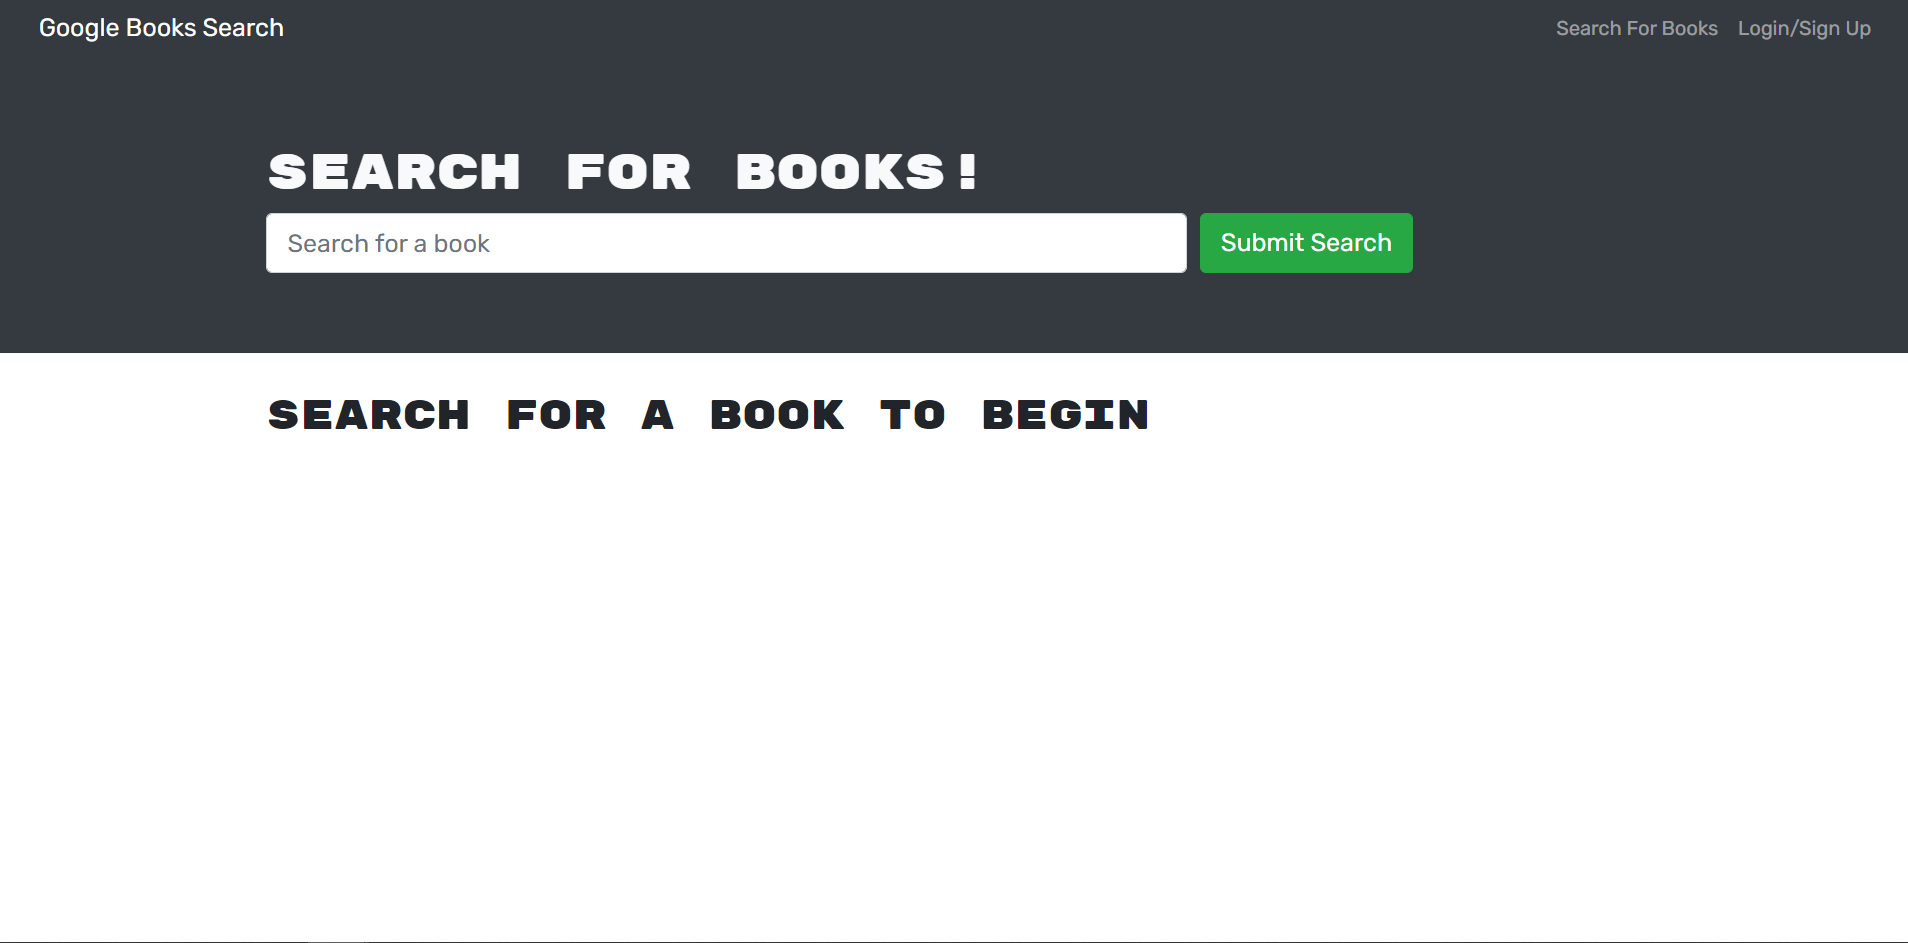 Google Books Search
Search For Books Login/Sign Up
SEARCH FOR BOOKS!
Search for a book
Submit Search
SEARCH FOR A BOOK TO BEGIN